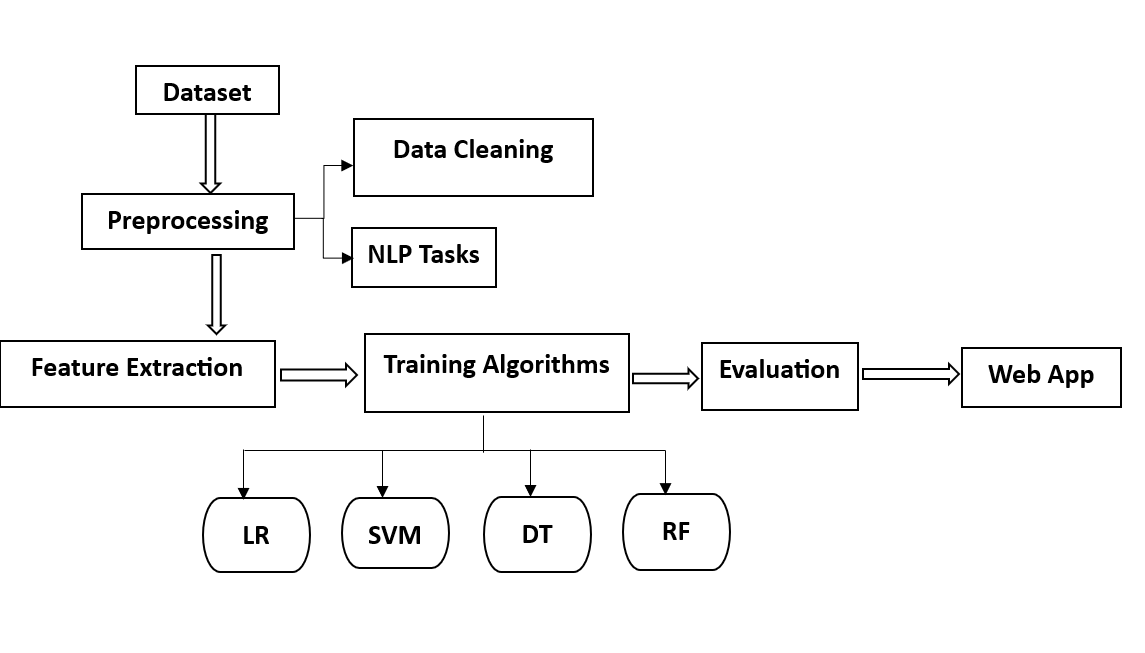 Dataset
Data Cleaning
Preprocessing
NLP Tasks
Feature Extraction
Training Algorithms
Evaluation
Web App
LR
SVM
DT
RF